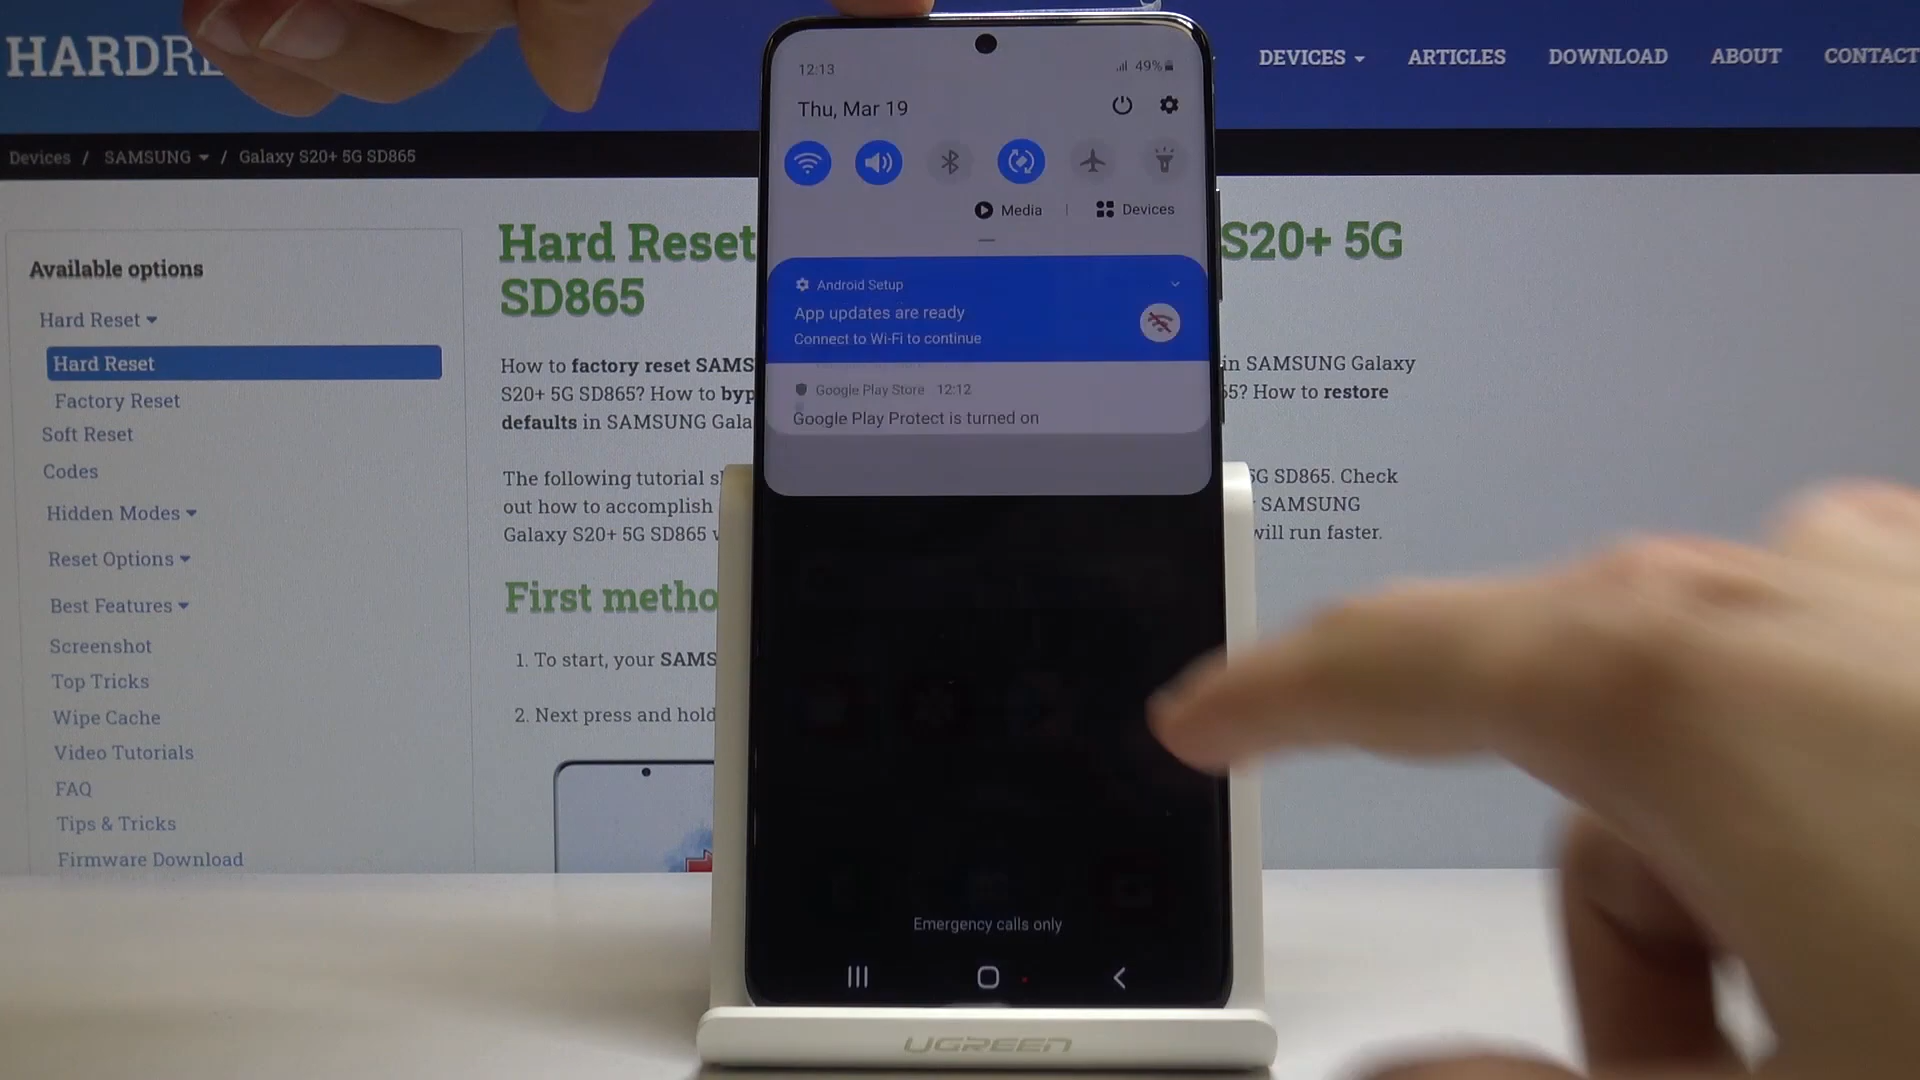 HARDRE
DEVICES
ARTICLES
DOWNLOAD
ABOUT
CONTACT
Devices / SAMSUNG / Galaxy S20+ 5G SD865
Available options
Hard Reset
Hard Reset
Factory Reset
Soft Reset
Codes
Hidden Modes
Reset Options
Best Features
Screenshot
Top Tricks
Wipe Cache
Video Tutorials
FAQ
Tips & Tricks
Firmware Download
Hard Reset S20+ 5G
SD865
How to factory reset SAMS in SAMSUNG Galaxy
S20+ 5G SD865? How to byp 65? How to restore
defaults in SAMSUNG Gala
The following tutorial sl 5G SD865. Check
out how to accomplish SAMSUNG
Galaxy S20+ 5G SD865 will run faster.
First metho
1. To start, your SAMS
2. Next press and hold
12:13
49%
Thu, Mar 19
Media | Devices
Android Setup
App updates are ready
Connect to Wi-Fi to continue
Google Play Store 12:12
Google Play Protect is turned on
Emergency calls only
UGREEN